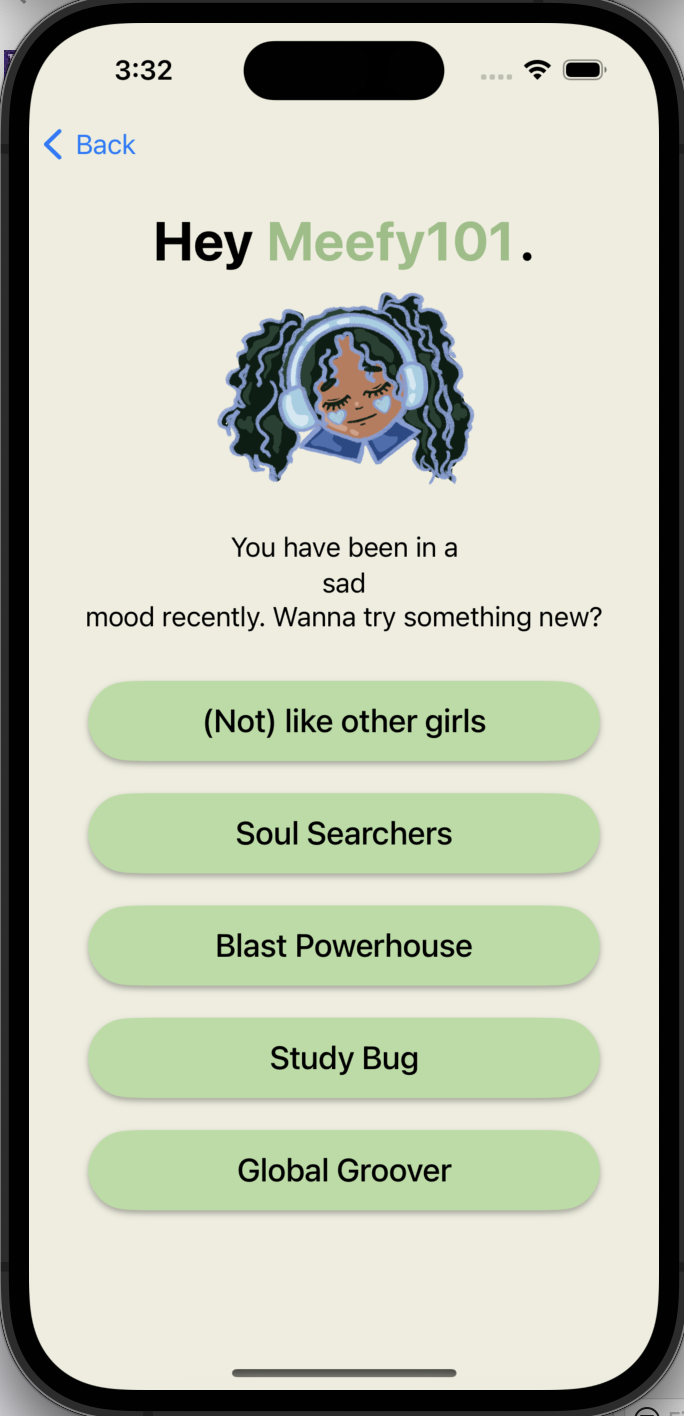 3:32
Back
Hey Meefy101.
You have been in a
sad
mood recently. Wanna try something new?
(Not) like other girls
Soul Searchers
Blast Powerhouse
Study Bug
Global Groover